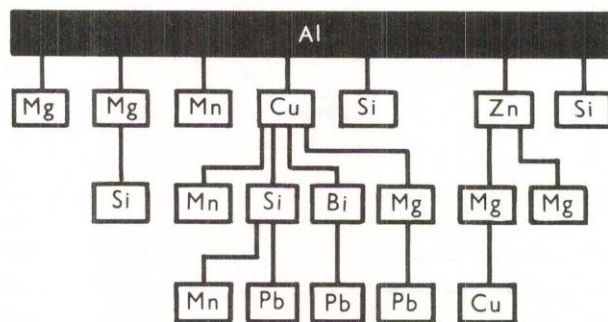 Al
Mg Mg Mn Cu Si Zn Si
Si Mn Si Bi Mg Mg Mg
Mn Pb Pb Pb Cu